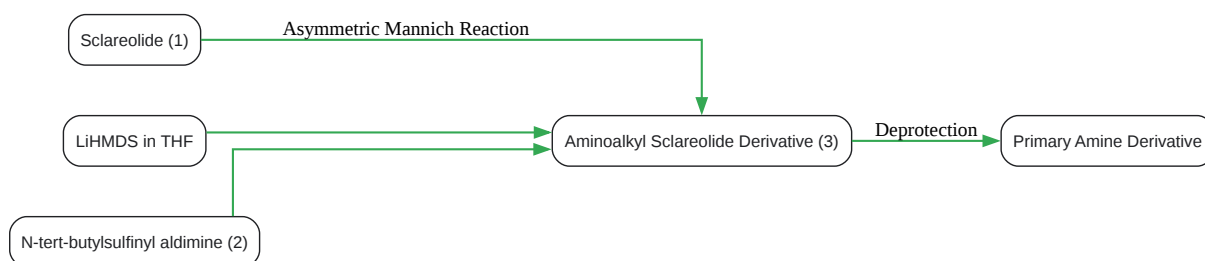 Sclareolide (1)
Asymmetric Mannich Reaction
LiHMDS in THF
Aminoalkyl Sclareolide Derivative (3)
Deprotection
Primary Amine Derivative
N-tert-butylsulfinyl aldimine (2)